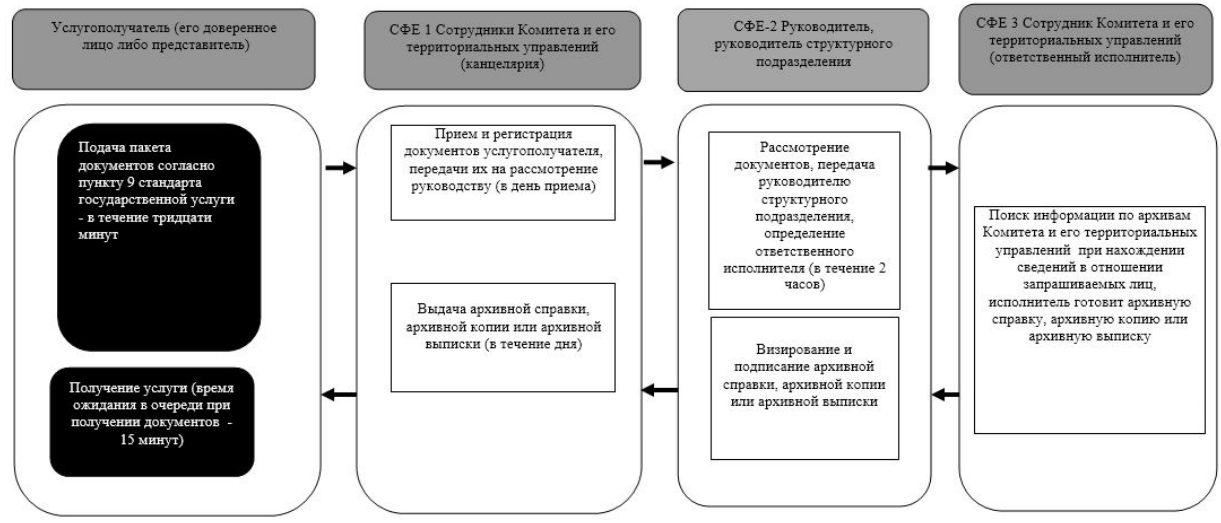 Услугополучатель (его доверенное
лицо либо представитель)
СФЕ 1 Сотрудники Комитета и его
территориальных управлений
(канцелярия)
СФЕ-2 Руководитель,
руководитель структурного
подразделения
СФЕ 3 Сотрудник Комитета и его
территориальных управлений
(ответственный исполнитель)
Подача пакета
документов согласно
пункту 9 стандарта
государственной услуги
- в течение тридцати
минут
Получение услуги (время
ожидания в очереди при
получении документов -
15 минут)
Прием и регистрация
документов услугополучателя,
передачи их на рассмотрение
руководству (в день приема)
Выдача архивной справки,
архивной копии или архивной
выписки (в течение дня)
Рассмотрение
документов, передача
руководителю
структурного
подразделения,
определение
ответственного
исполнителя (в течение 2
часов)
Визирование и
подписание архивной
справки, архивной копии
или архивной выписки
Поиск информации по архивам
Комитета и его территориальных
управлений при нахождении
сведений в отношении
запрашиваемых лиц,
исполнитель готовит архивную
справку, архивную копию или
архивную выписку